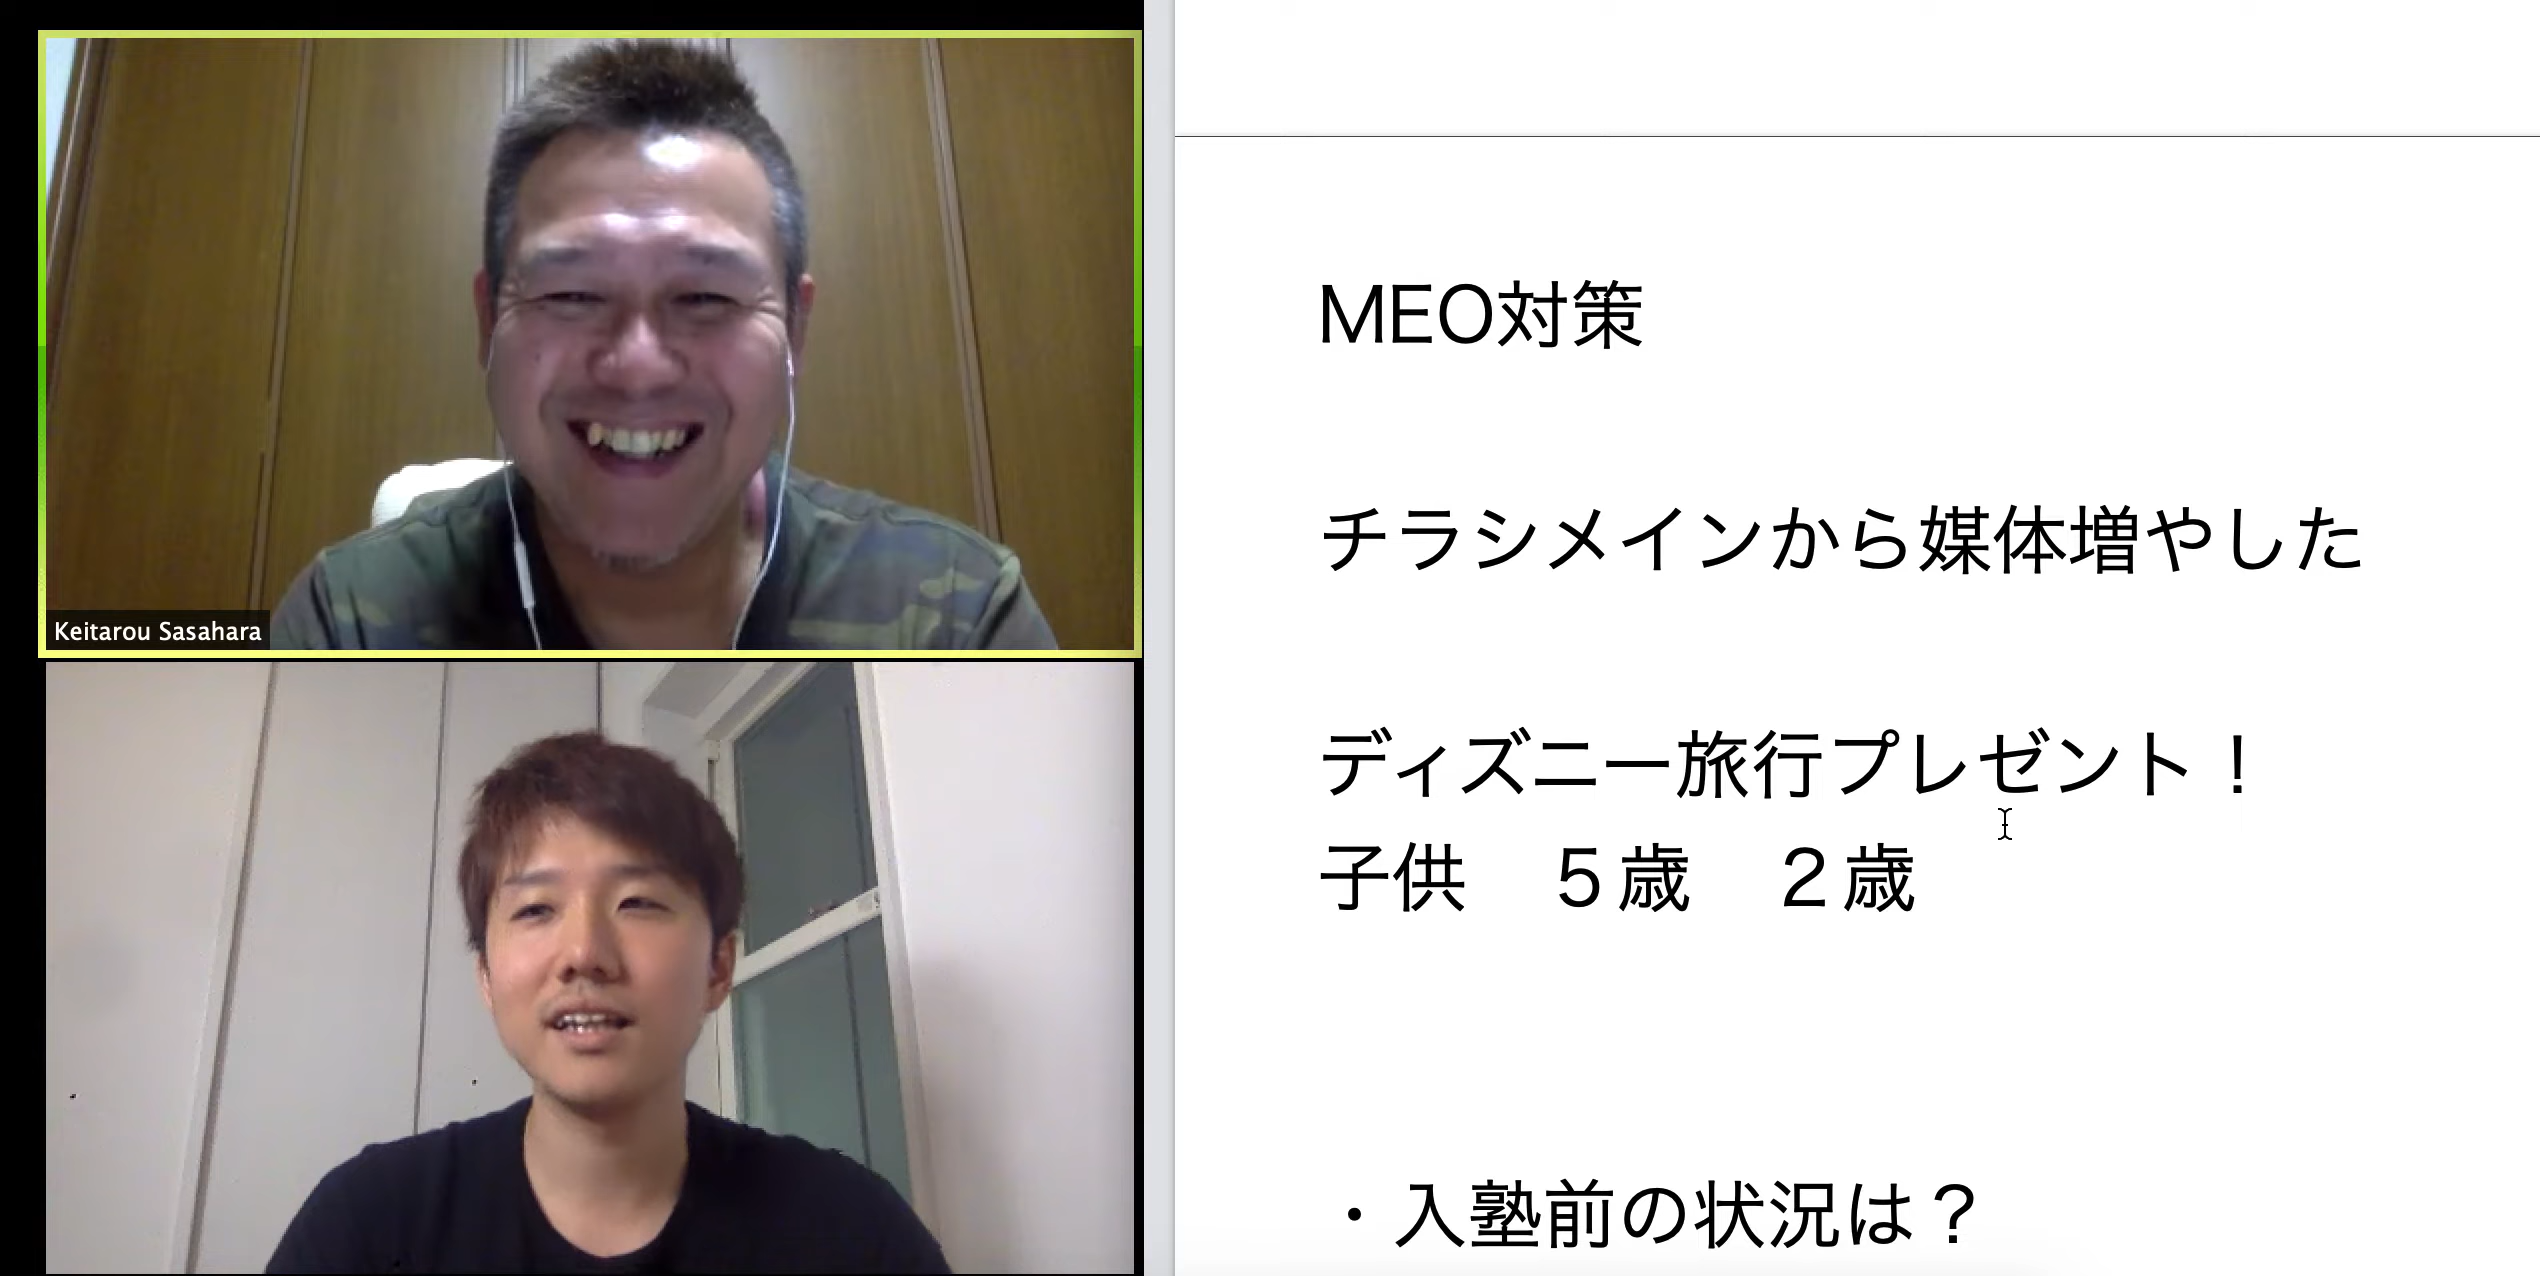 Keitarou Sasahara
MEO対策
チラシメインから媒体増やした
ディズニー旅行プレゼント！
子供　５歳　２歳
・入塾前の状況は？